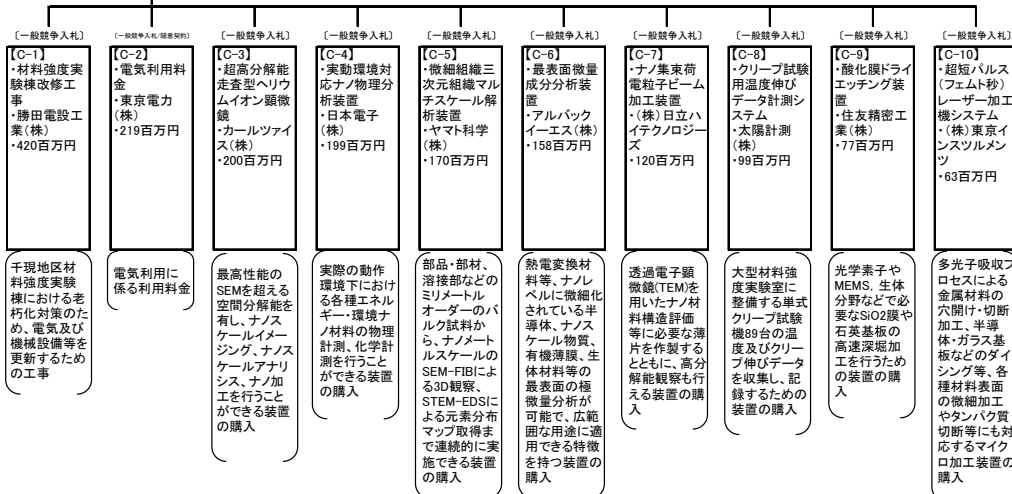 〔一般競争入札〕
【C-1】
・材料強度実
験棟改修工
事
・勝田電設工
業(株)
・420百万円
千現地区材
料強度実験
棟における老
朽化対策のた
め、電気及び
機械設備等を
更新するため
の工事
〔一般競争入札/随意契約〕
【C-2】
・電気利用料
金
・東京電力
(株)
・219百万円
電気利用に
係る利用料金
〔一般競争入札〕
【C-3】
・超高分解能
走査型ヘリウ
ムイオン顕微
鏡
・カールツァイ
ス(株)
・200百万円
最高性能の
SEMを超える
空間分解能を
有し、ナノス
ケールイメー
ジング、ナノス
ケールアナリ
シス、ナノ加
工を行うこと
ができる装置
の購入
〔一般競争入札〕
【C-4】
・実動環境対
応ナノ物理分
析装置
・日本電子
(株)
・199百万円
実際の動作
環境下におけ
る各種エネル
ギー・環境ナ
ノ材料の物理
計測、化学計
測を行うこと
ができる装置
の購入
〔一般競争入札〕
【C-5】
・微細組織三
次元組織マル
チスケール解
析装置
・ヤマト科学
(株)
・170百万円
部品・部材、
溶接部などの
ミリメートル
オーダーのバ
ルク試料か
ら、ナノメート
ルスケールの
SEM-FIBによ
る3D観察、
STEM-EDSに
よる元素分布
マップ取得ま
で連続的に実
施できる装置
の購入
〔一般競争入札〕
【C-6】
・最表面微量
成分分析装
置
・アルバック
イーエス(株)
・158百万円
熱電変換材
料等、ナノレ
ベルに微細化
されている半
導体、ナノス
ケール物質、
有機薄膜、生
体材料等の
最表面の極
微量分析が
可能で、広範
囲な用途に適
用できる特徴
を持つ装置の
購入
〔一般競争入札〕
【C-7】
・ナノ集束荷
電粒子ビーム
加工装置
・(株)日立ハ
イテクノロジー
ズ
・120百万円
透過電子顕
微鏡(TEM)を
用いたナノ材
料構造評価
等に必要な薄
片を作製する
とともに、高分
解能観察も行
える装置の購
入
〔一般競争入札〕
【C-8】
・クリープ試験
用温度伸び
データ計測シ
ステム
・太陽計測
(株)
・99百万円
大型材料強
度実験室に
整備する単式
クリープ試験
機89台の温
度及びクリー
プ伸びデータ
を収集し、記
録するための
装置の購入
〔一般競争入札〕
【C-9】
・酸化膜ドライ
エッチング装
置
・住友精密工
業(株)
・77百万円
光学素子や
MEMS，生体
分野などで必
要なSiO2膜や
石英基板の
高速深堀加
工を行うため
の装置の購
入
〔一般競争入札〕
【C-10】
・超短パルス
(フェムト秒)
レーザー加工
機システム
・(株)東京イ
ンスツルメン
ツ
・63百万円
多光子吸収プ
ロセスによる
金属材料の
穴開け・切断
加工、半導
体・ガラス基
板などのダイ
シング等、各
種材料表面
の微細加工
やタンパク質
切断等にも対
応するマイク
ロ加工装置の
購入